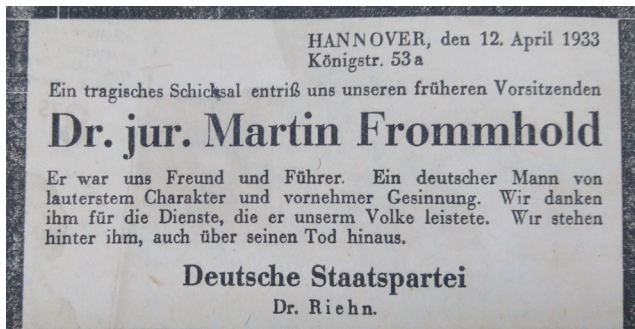 HANNOVER, den 12. April 1933
Königstr. 53a
Ein tragisches Schicksal entriß uns unseren früheren Vorsitzenden
Dr. jur. Martin Frommhold
Er war uns Freund und Führer. Ein deutscher Mann von
lauterstem Charakter und vornehmer Gesinnung. Wir danken
ihm für die Dienste, die er unserm Volke leistete. Wir stehen
hinter ihm, auch über seinen Tod hinaus.
Deutsche Staatspartei
Dr. Riehn.